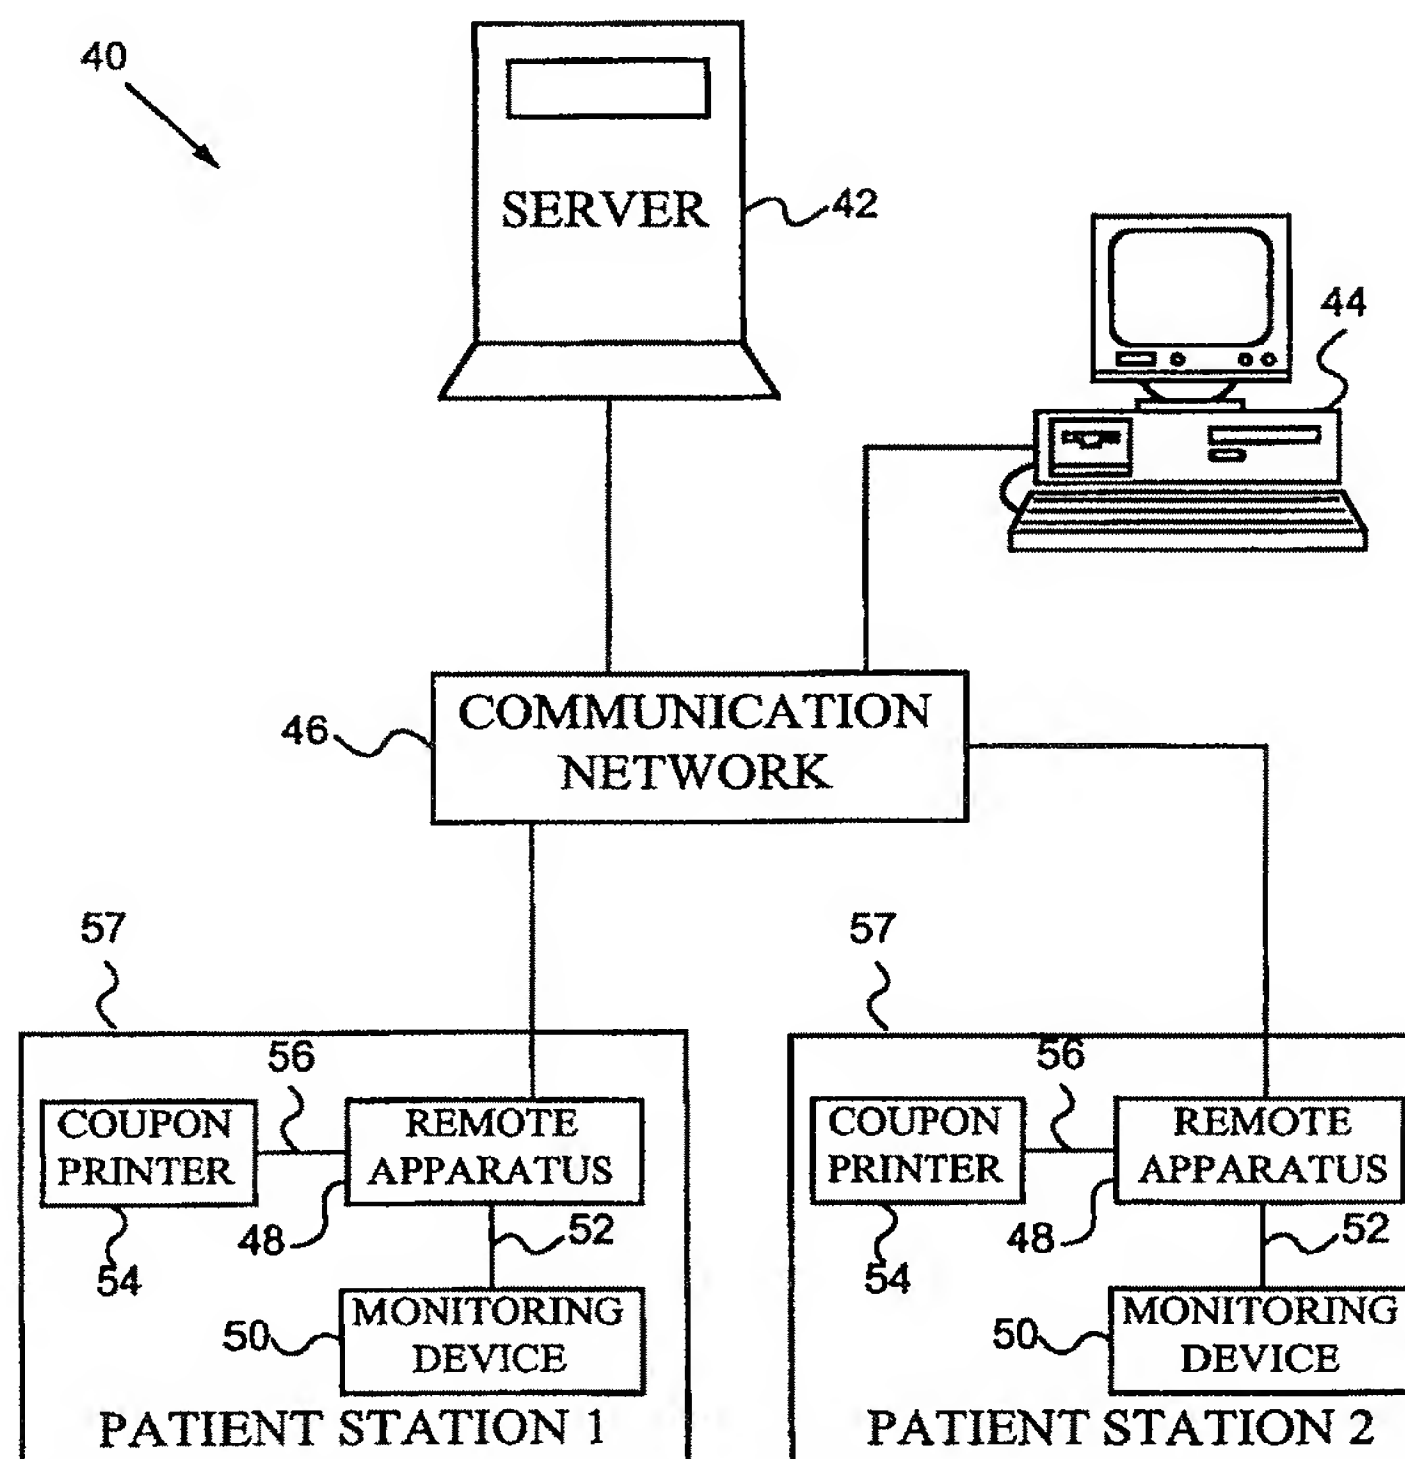 40
SERVER
42
44
COMMUNICATION
46
NETWORK
57
57
56
56
COUPON
PRINTER
REMOTE
APPARATUS
COUPON
PRINTER
REMOTE
APPARATUS
48
52
54
48
52
54
50
MONITORING
DEVICE
50
MONITORING
DEVICE
PATIENT STATION 1
PATIENT STATION 2